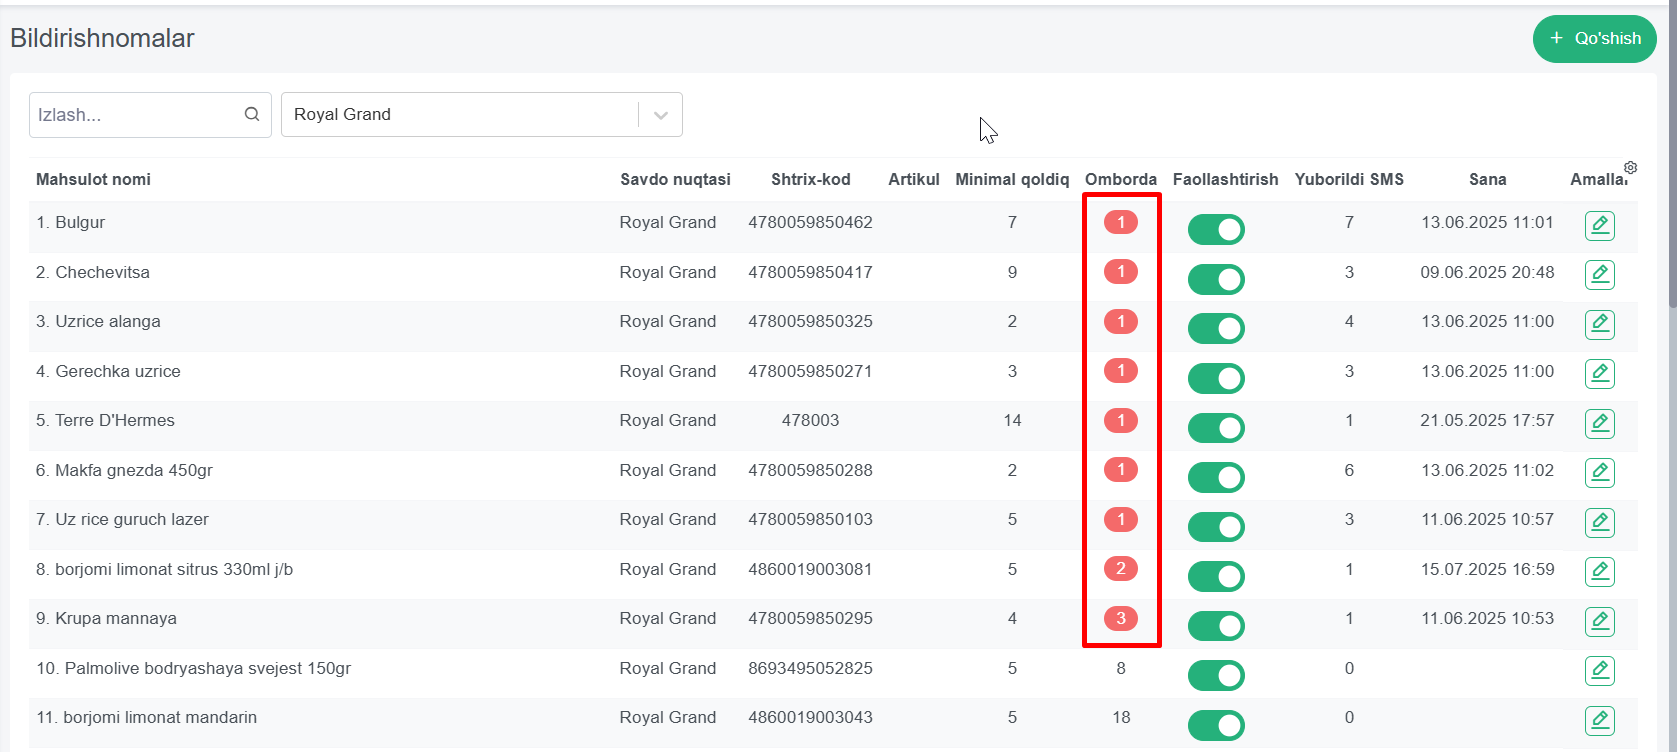 Bildirishnomalar
+ Qo'shish
Izlash...
Royal Grand
Mahsulot nomi Savdo nuqtasi Shtrix-kod Artikul Minimal qoldiq Omborda Faollashtirish Yuborildi SMS Sana Amallar
1. Bulgur Royal Grand 4780059850462 7 1 7 13.06.2025 11:01
2. Chechevitsa Royal Grand 4780059850417 9 1 3 09.06.2025 20:48
3. Uzrice alanga Royal Grand 4780059850325 2 1 4 13.06.2025 11:00
4. Gerechka uzrice Royal Grand 4780059850271 3 1 3 13.06.2025 11:00
5. Terre D'Hermes Royal Grand 478003 14 1 1 21.05.2025 17:57
6. Makfa gnezda 450gr Royal Grand 4780059850288 2 1 6 13.06.2025 11:02
7. Uz rice guruch lazer Royal Grand 4780059850103 5 1 3 11.06.2025 10:57
8. borjomi limonat sitrus 330ml j/b Royal Grand 4860019003081 5 2 1 15.07.2025 16:59
9. Krupa mannaya Royal Grand 4780059850295 4 3 1 11.06.2025 10:53
10. Palmolive bodryashaya svejest 150gr Royal Grand 8693495052825 5 8 0
11. borjomi limonat mandarin Royal Grand 4860019003043 5 18 0